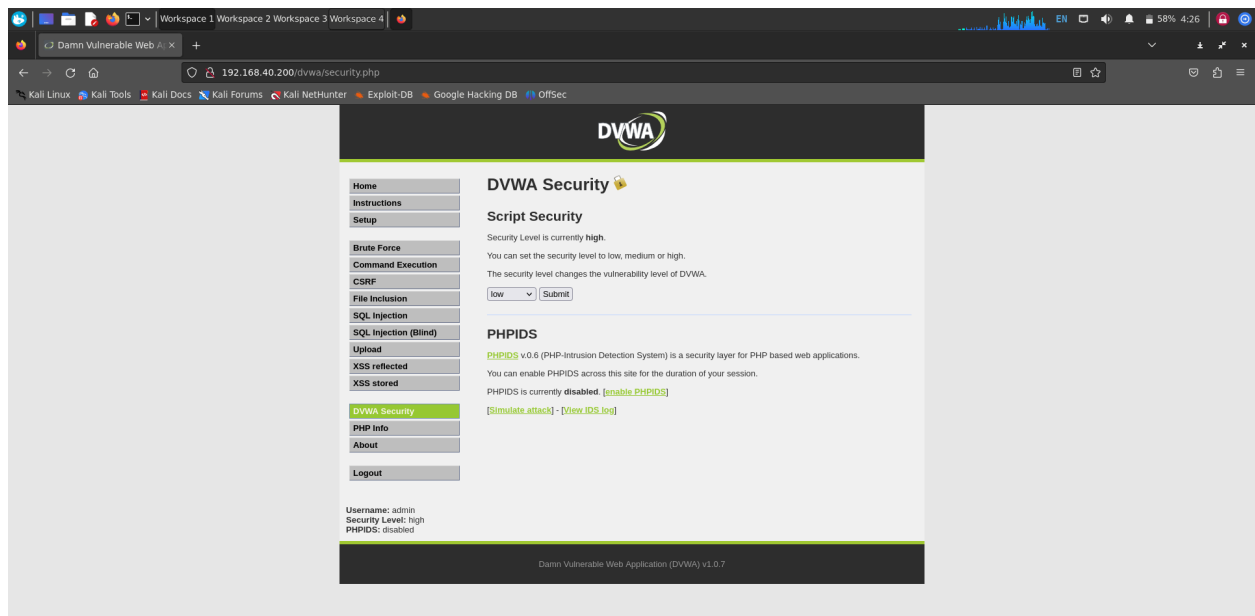 Workspace 1 Workspace 2 Workspace 3 Workspace 4
EN 58% 4:26
Damn Vulnerable Web A
192.168.40.200/dvwa/security.php
Kali Linux Kali Tools Kali Docs Kali Forums Kali NetHunter Exploit-DB Google Hacking DB OffSec
DVWA
Home
Instructions
Setup
Brute Force
Command Execution
CSRF
File Inclusion
SQL Injection
SQL Injection (Blind)
Upload
XSS reflected
XSS stored
DVWA Security
PHP Info
About
Logout
DVWA Security
Script Security
Security Level is currently high.
You can set the security level to low, medium or high.
The security level changes the vulnerability level of DVWA.
low Submit
PHPIDS
PHPIDS v.0.6 (PHP-Intrusion Detection System) is a security layer for PHP based web applications.
You can enable PHPIDS across this site for the duration of your session.
PHPIDS is currently disabled. [enable PHPIDS]
[Simulate attack] - [View IDS log]
Username: admin
Security Level: high
PHPIDS: disabled
Damn Vulnerable Web Application (DVWA) v1.0.7